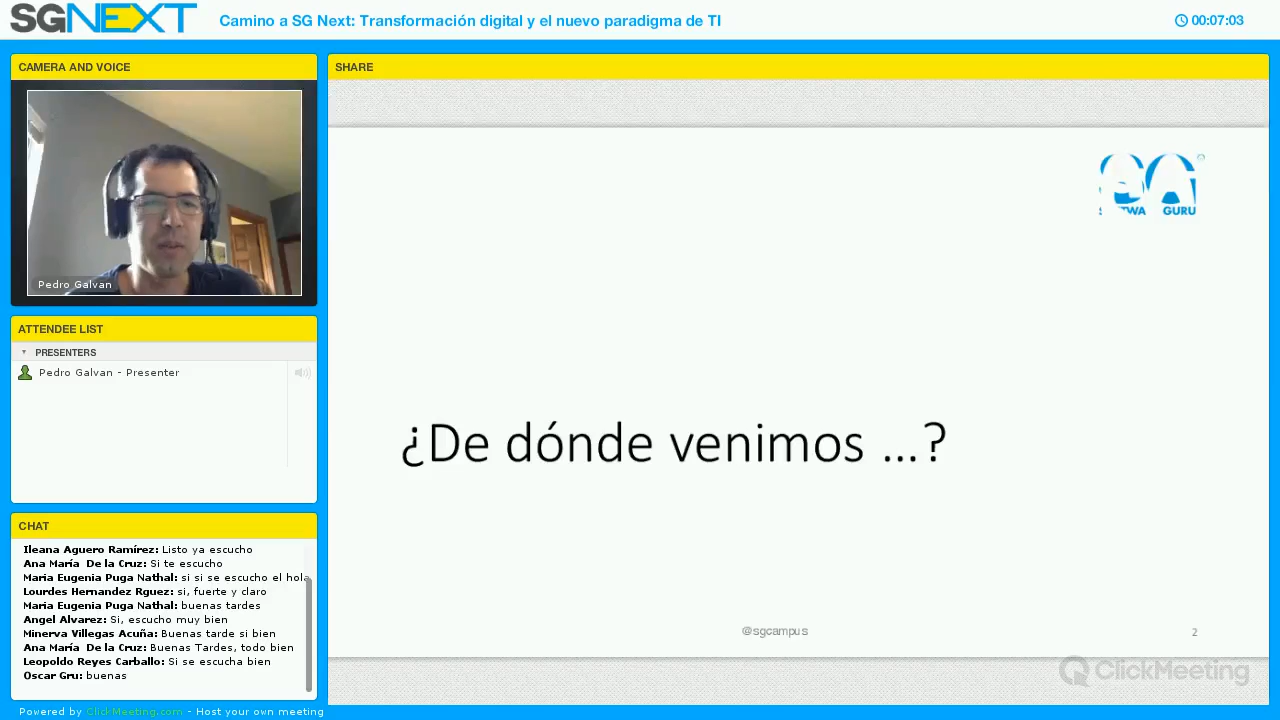 SGNEXT
Camino a SG Next: Transformación digital y el nuevo paradigma de TI
00:07:03
CAMERA AND VOICE
Pedro Galvan
ATTENDEE LIST
PRESENTERS
Pedro Galvan - Presenter
CHAT
Ileana Aguero Ramírez: Listo ya escucho
Ana María De la Cruz: Si te escucho
Maria Eugenia Puga Nathal: si si se escucho el hola
Lourdes Hernandez Rguez: si, fuerte y claro
Maria Eugenia Puga Nathal: buenas tardes
Angel Alvarez: Si, escucho muy bien
Minerva Villegas Acuña: Buenas tarde si bien
Ana María De la Cruz: Buenas Tardes, todo bien
Leopoldo Reyes Carballo: Si se escucha bien
Oscar Gru: buenas
Powered by ClickMeeting.com - Host your own meeting
SHARE
GURU
¿De dónde venimos ...?
@sgcampus
2
ClickMeeting